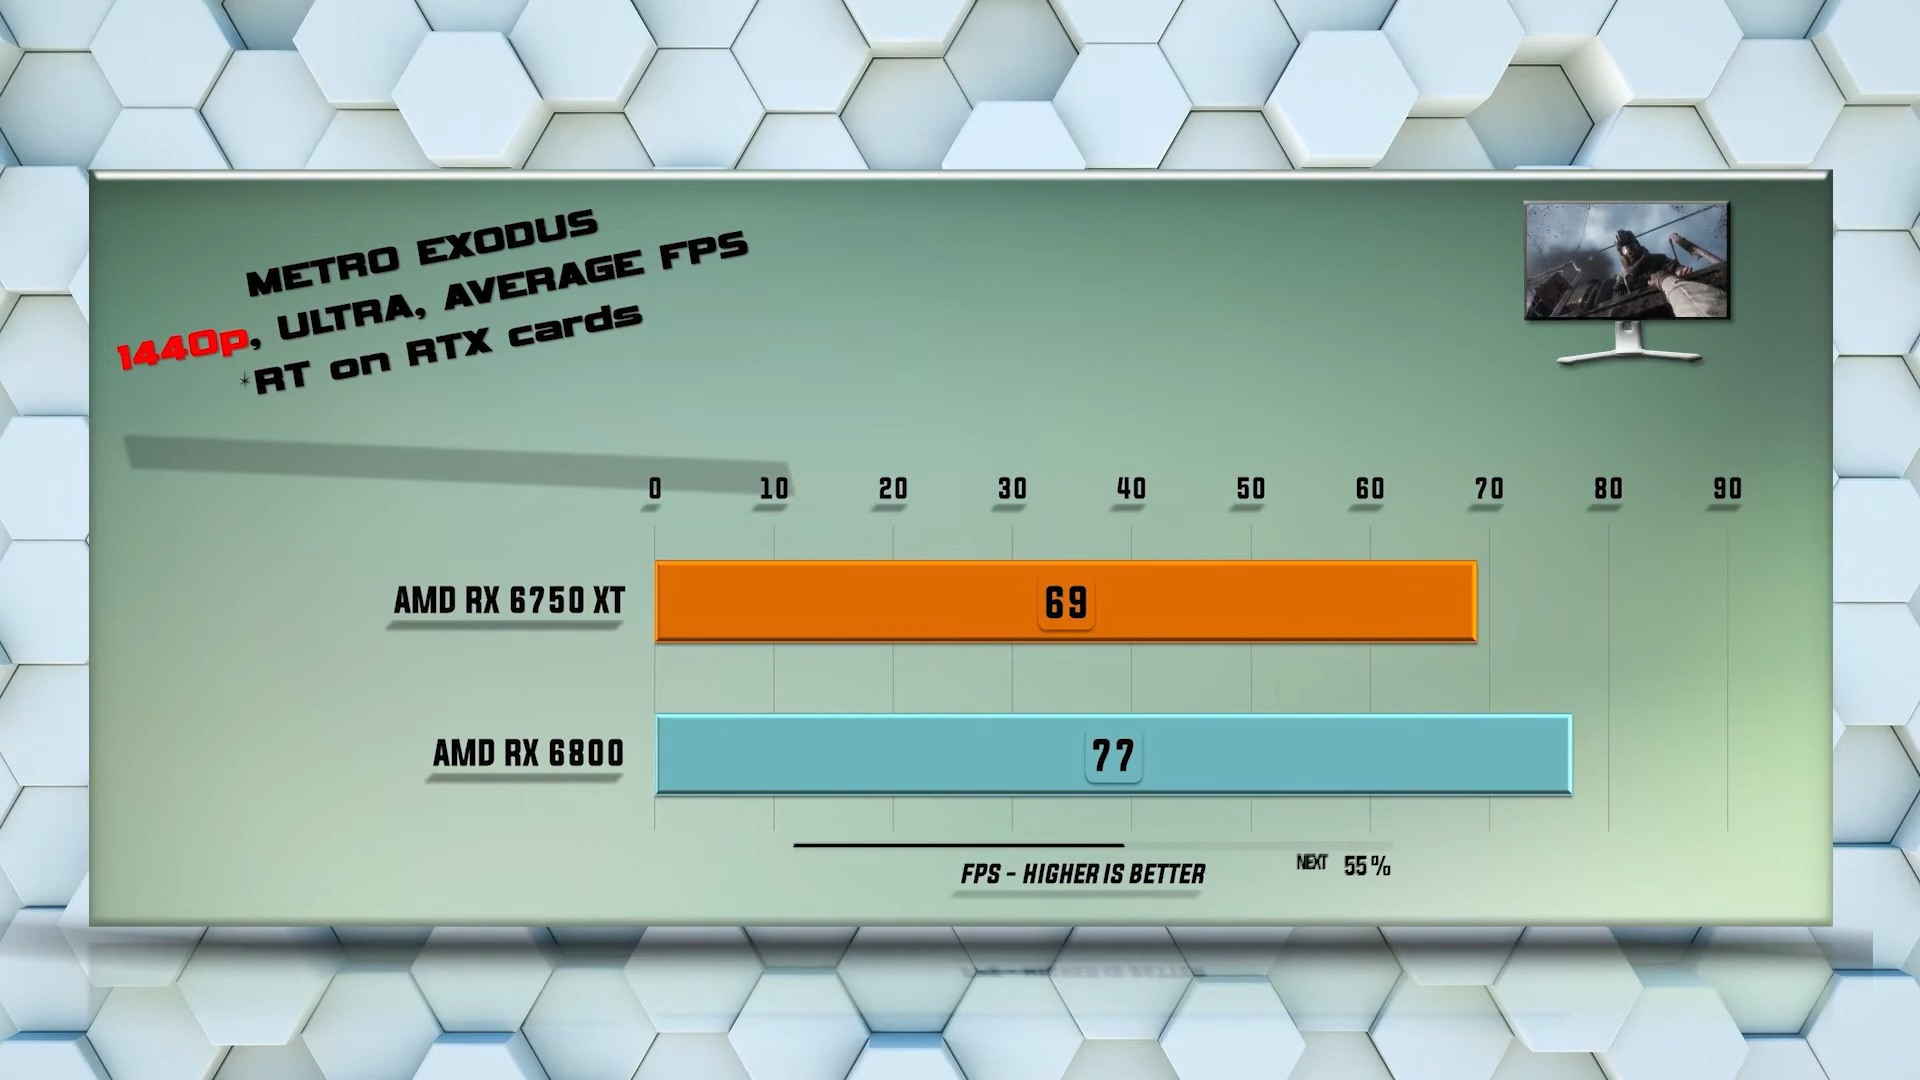 METRO EXODUS
1440p, ULTRA, AVERAGE FPS
*RT on RTX cards
0 10 20 30 40 50 60 70 80 90
AMD RX 6750 XT 69
AMD RX 6800 77
FPS - HIGHER IS BETTER
NEXT 55%